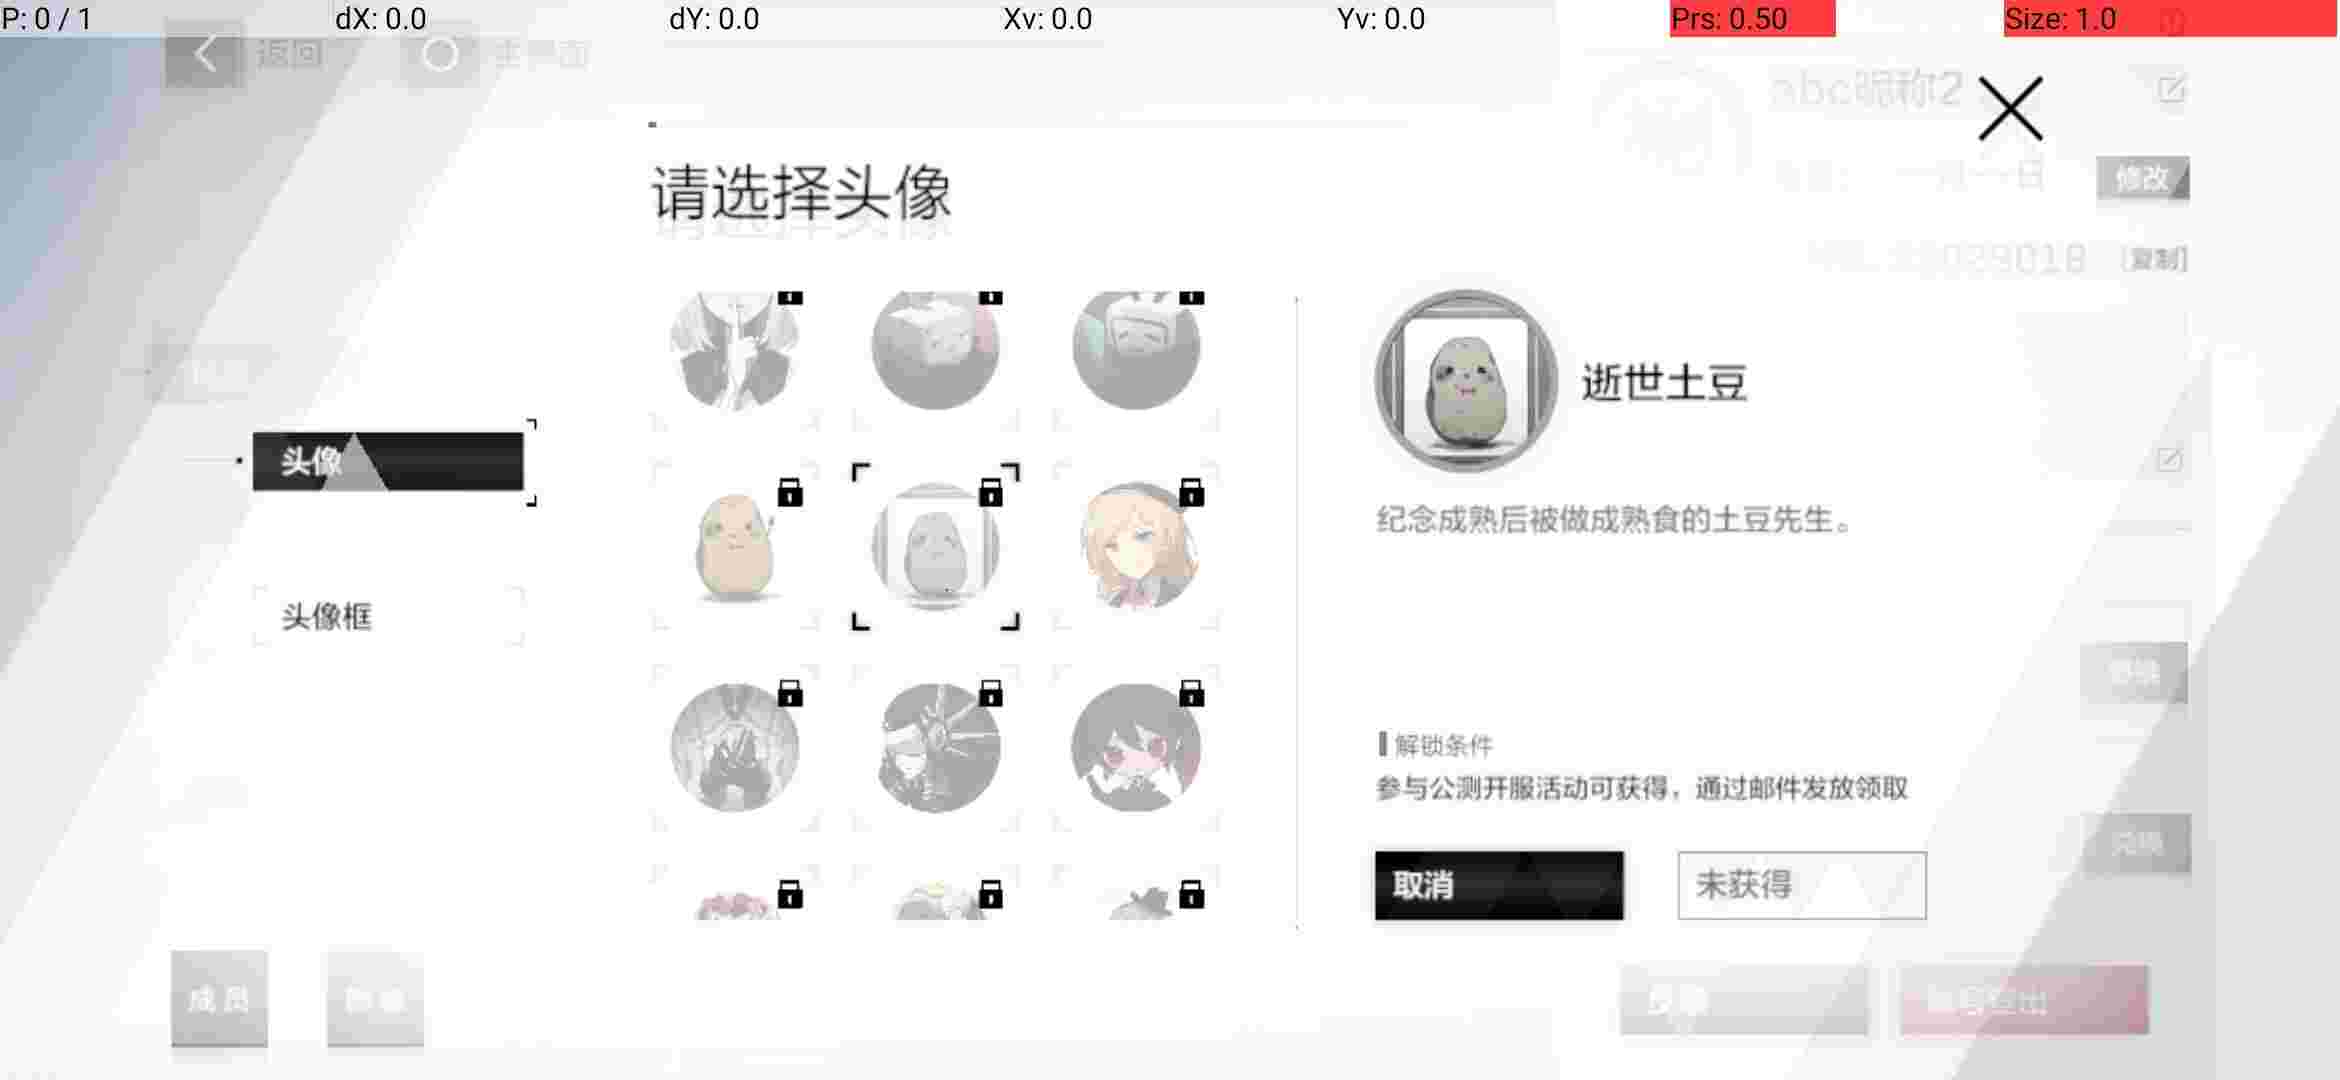 P: 0 / 1 dX: 0.0 dY: 0.0 Xv: 0.0 Yv: 0.0 Prs: 0.50 Size: 1.0
返回 主界面
abc昵称2
请选择头像
一月一日 修改
029018 [复制]
逝世土豆
头像
纪念成熟后被做成熟食的土豆先生。
头像框
解锁条件
参与公测开服活动可获得，通过邮件发放领取
取消 未获得
成员